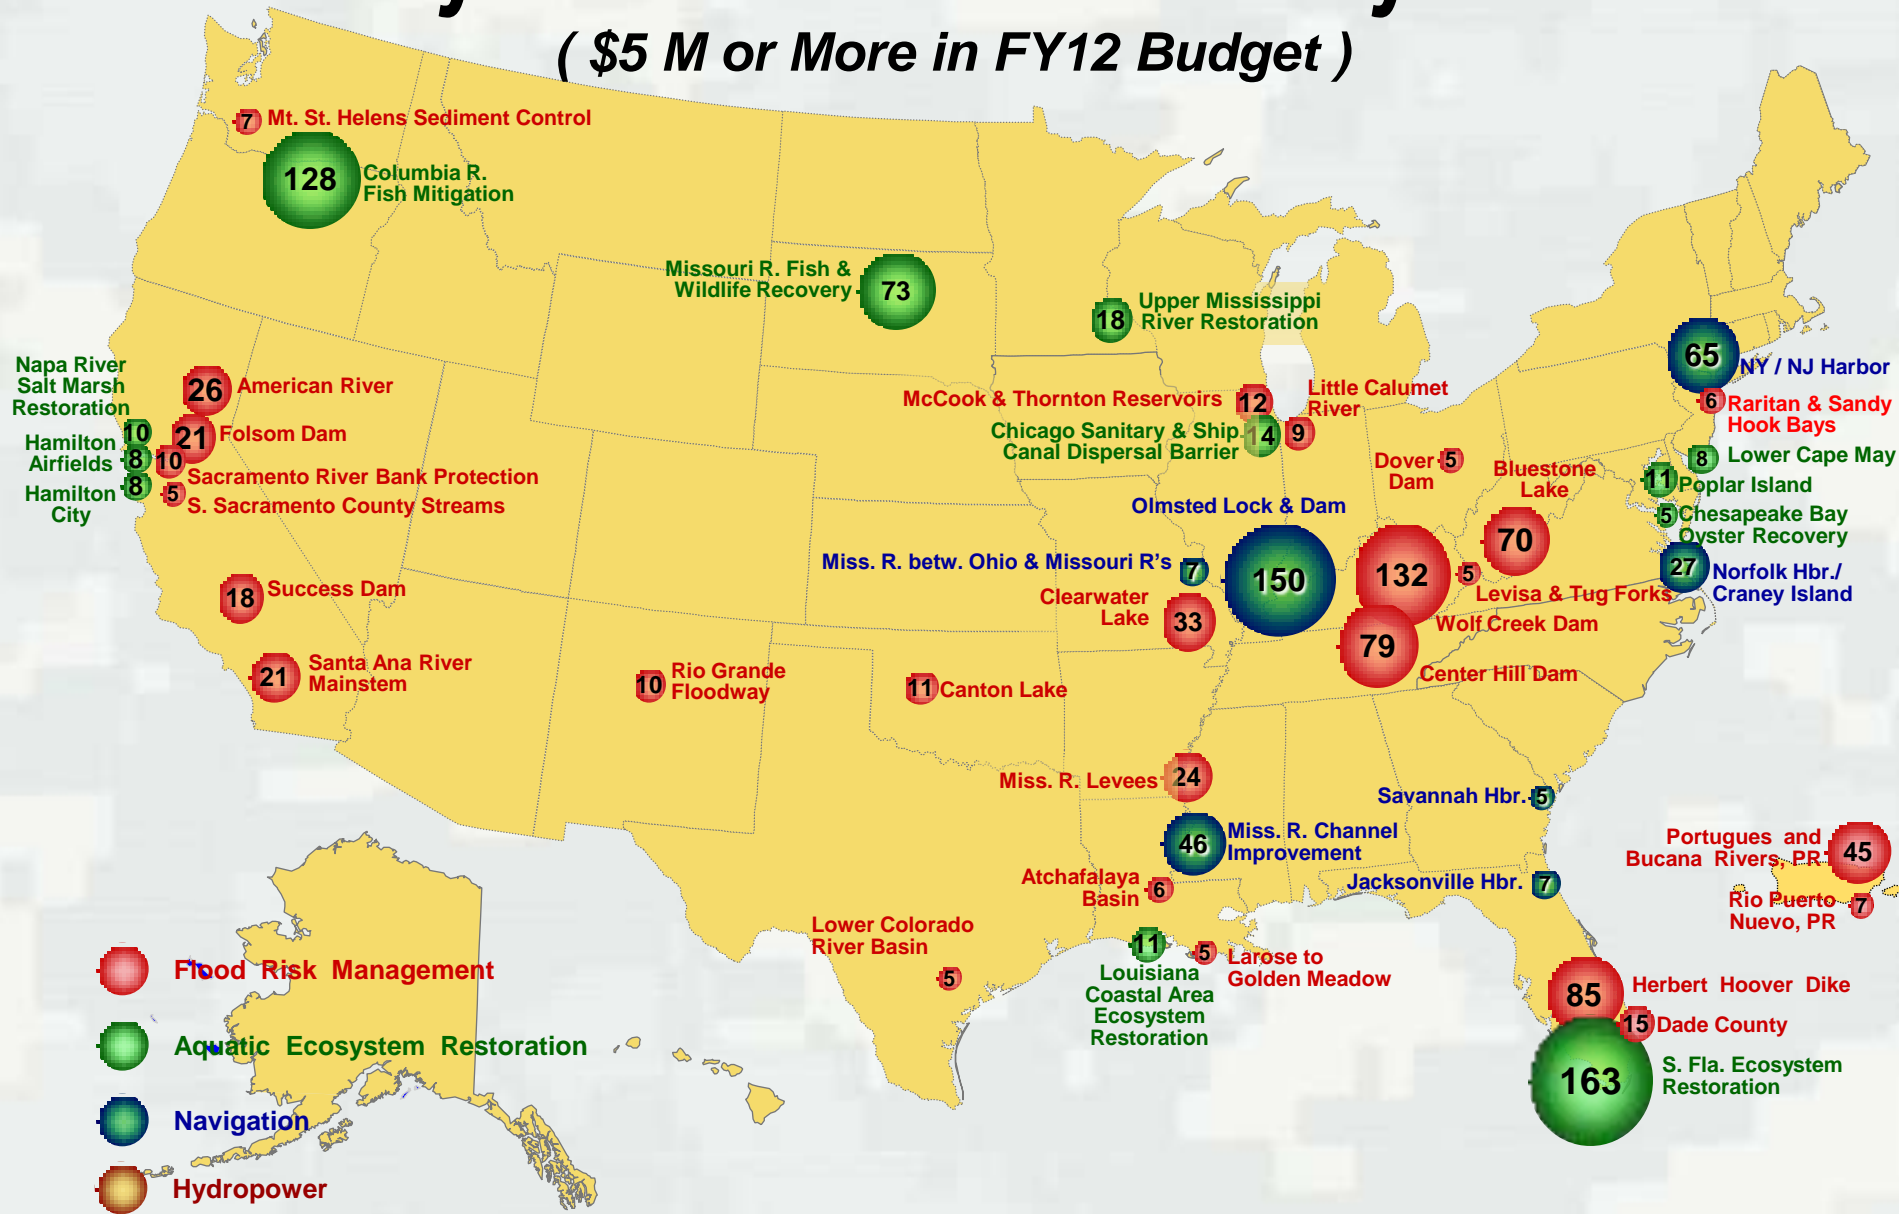 ( $5 M or More in FY12 Budget )
7 Mt. St. Helens Sediment Control
128
Columbia R.
Fish Mitigation
Missouri R. Fish &
Wildlife Recovery
73
18
Upper Mississippi
River Restoration
65
NY / NJ Harbor
6
Raritan & Sandy
Hook Bays
8 Lower Cape May
11 Poplar Island
5 Chesapeake Bay
Oyster Recovery
27
Norfolk Hbr./
Craney Island
Napa River
Salt Marsh
Restoration
10
26 American River
21 Folsom Dam
Hamilton
Airfields
8
10 Sacramento River Bank Protection
Hamilton
City
8
5 S. Sacramento County Streams
McCook & Thornton Reservoirs 12
Little Calumet
River
9
Chicago Sanitary & Ship
Canal Dispersal Barrier
14
Dover
Dam
5
Bluestone
Lake
70
Olmsted Lock & Dam
150
Miss. R. betw. Ohio & Missouri R's 7
132
Wolf Creek Dam
5
Levisa & Tug Forks
Clearwater
Lake
33
79
Center Hill Dam
18 Success Dam
21
Santa Ana River
Mainstem
10
Rio Grande
Floodway
11 Canton Lake
Miss. R. Levees 24
Savannah Hbr. 5
46
Miss. R. Channel
Improvement
Jacksonville Hbr. 7
Atchafalaya
Basin
6
Portugues and
Bucana Rivers, PR
45
Rio Puerto
Nuevo, PR
7
Lower Colorado
River Basin
5
11
Louisiana
Coastal Area
Ecosystem
Restoration
5
Larose to
Golden Meadow
85
Herbert Hoover Dike
15 Dade County
163
S. Fla. Ecosystem
Restoration
Flood Risk Management
Aquatic Ecosystem Restoration
Navigation
Hydropower